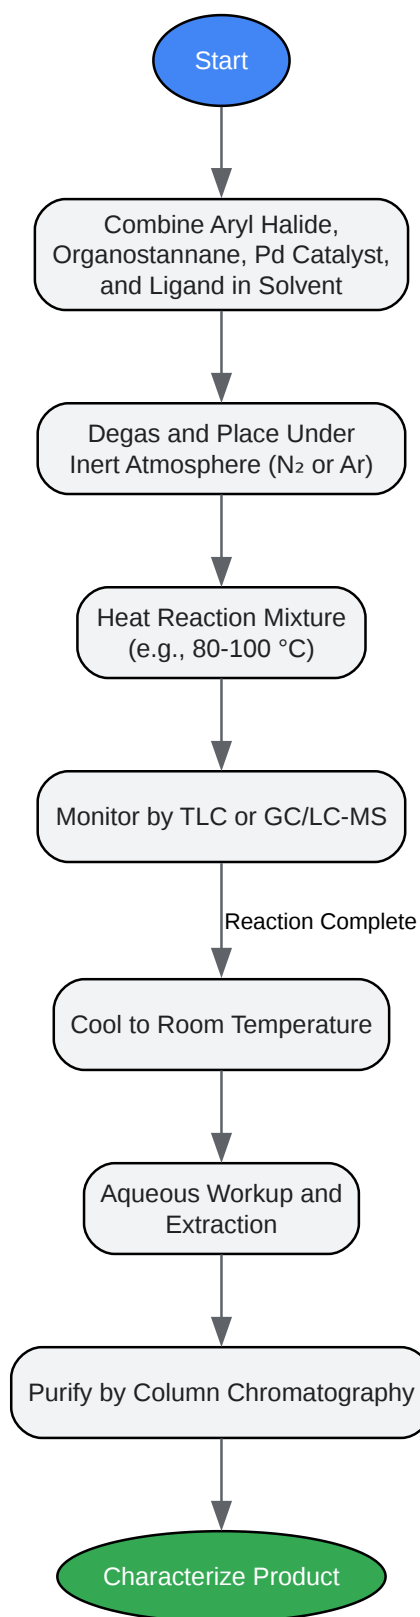 Start
Combine Aryl Halide,
Organostannane, Pd Catalyst,
and Ligand in Solvent
Degas and Place Under
Inert Atmosphere (N₂ or Ar)
Heat Reaction Mixture
(e.g., 80-100 °C)
Monitor by TLC or GC/LC-MS
Reaction Complete
Cool to Room Temperature
Aqueous Workup and
Extraction
Purify by Column Chromatography
Characterize Product